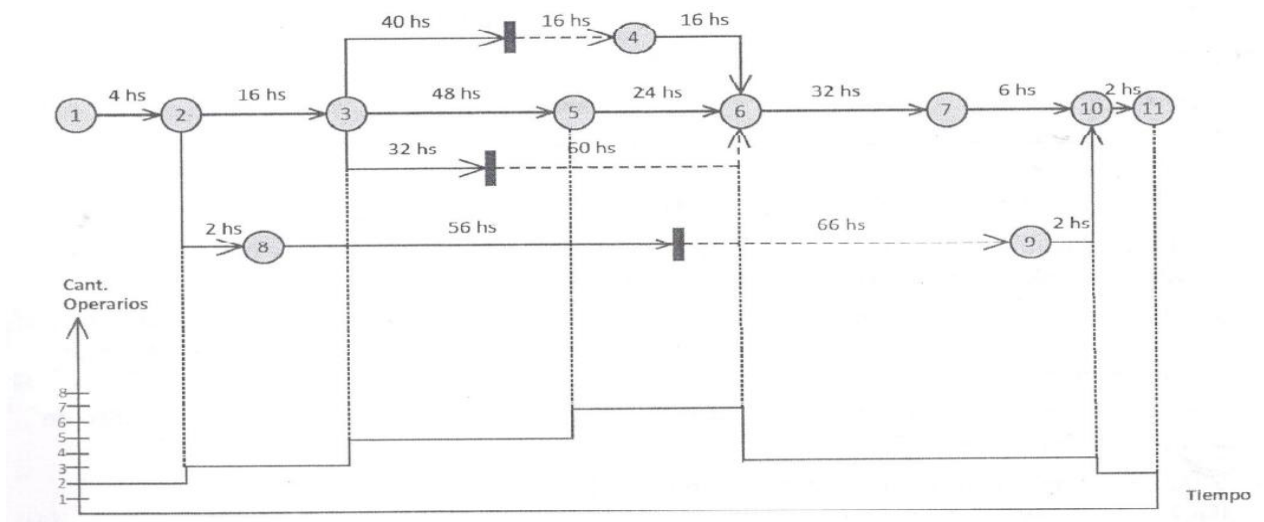 40 hs 16 hs 16 hs
4
4 hs 16 hs 48 hs 24 hs 32 hs 6 hs 2 hs
1 2 3 5 6 7 10 11
32 hs 60 hs
2 hs 56 hs 66 hs 2 hs
8 9
Cant.
Operarios
8
7
6
5
4
3
2
1
Tiempo